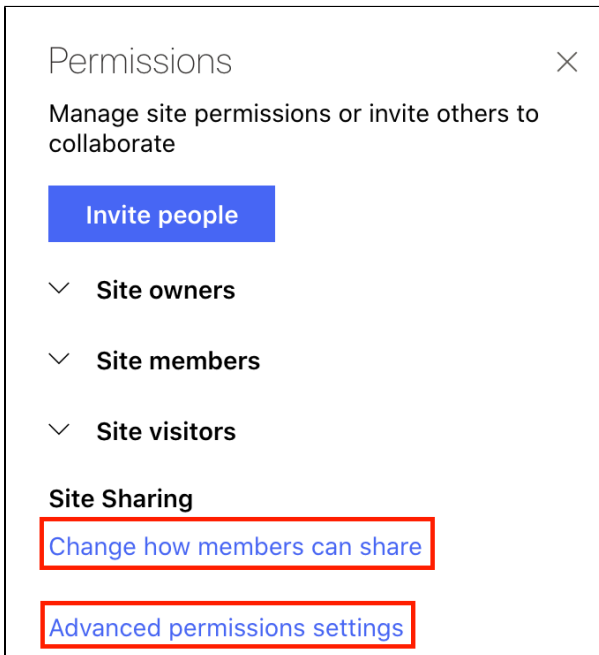 Permissions
Manage site permissions or invite others to
collaborate
Invite people
Site owners
Site members
Site visitors
Site Sharing
Change how members can share
Advanced permissions settings